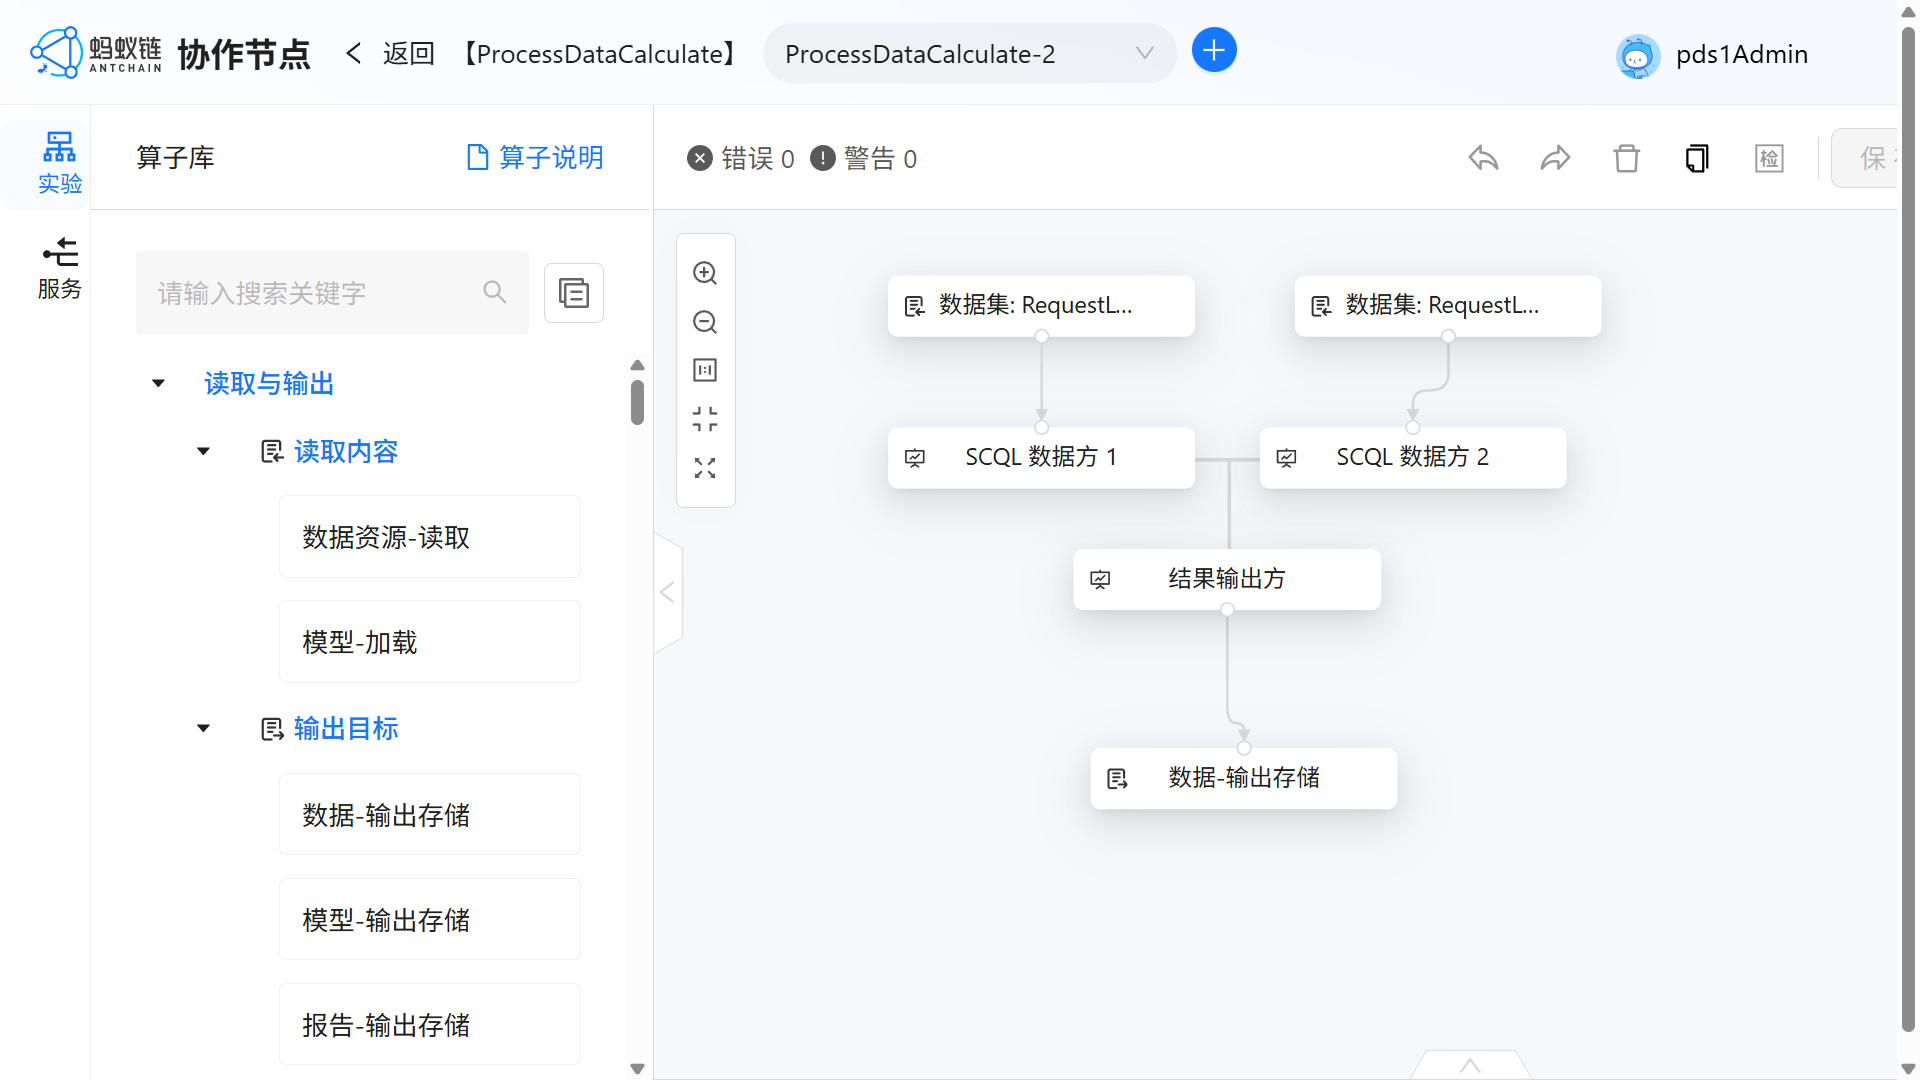 蚂蚁链
ANTCHAIN
协作节点
返回
【ProcessDataCalculate】
ProcessDataCalculate-2
pds1Admin
实验
服务
算子库
算子说明
请输入搜索关键字
读取与输出
读取内容
数据资源-读取
模型-加载
输出目标
数据-输出存储
模型-输出存储
报告-输出存储
错误 0
警告 0
检
保
数据集: RequestL...
数据集: RequestL...
SCQL 数据方 1
SCQL 数据方 2
结果输出方
数据-输出存储